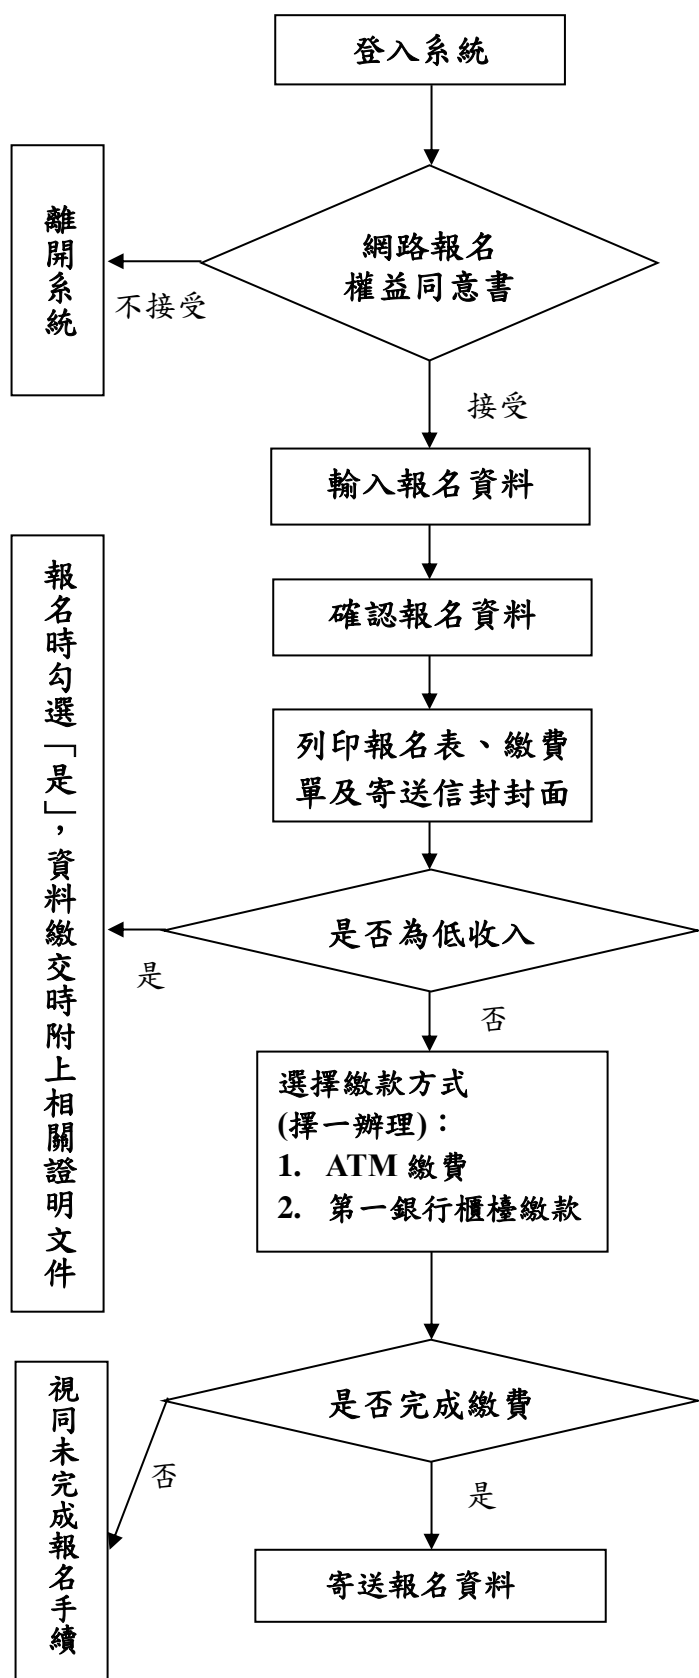 登入系統
網路報名
權益同意書
不接受
離開系統
接受
輸入報名資料
確認報名資料
列印報名表、繳費
單及寄送信封封面
是否為低收入
是
報名時勾選「是」，資料繳交時附上相關證明文件
否
選擇繳款方式
(擇一辦理)：
1. ATM 繳費
2. 第一銀行櫃檯繳款
是否完成繳費
否
視同未完成報名手續
是
寄送報名資料